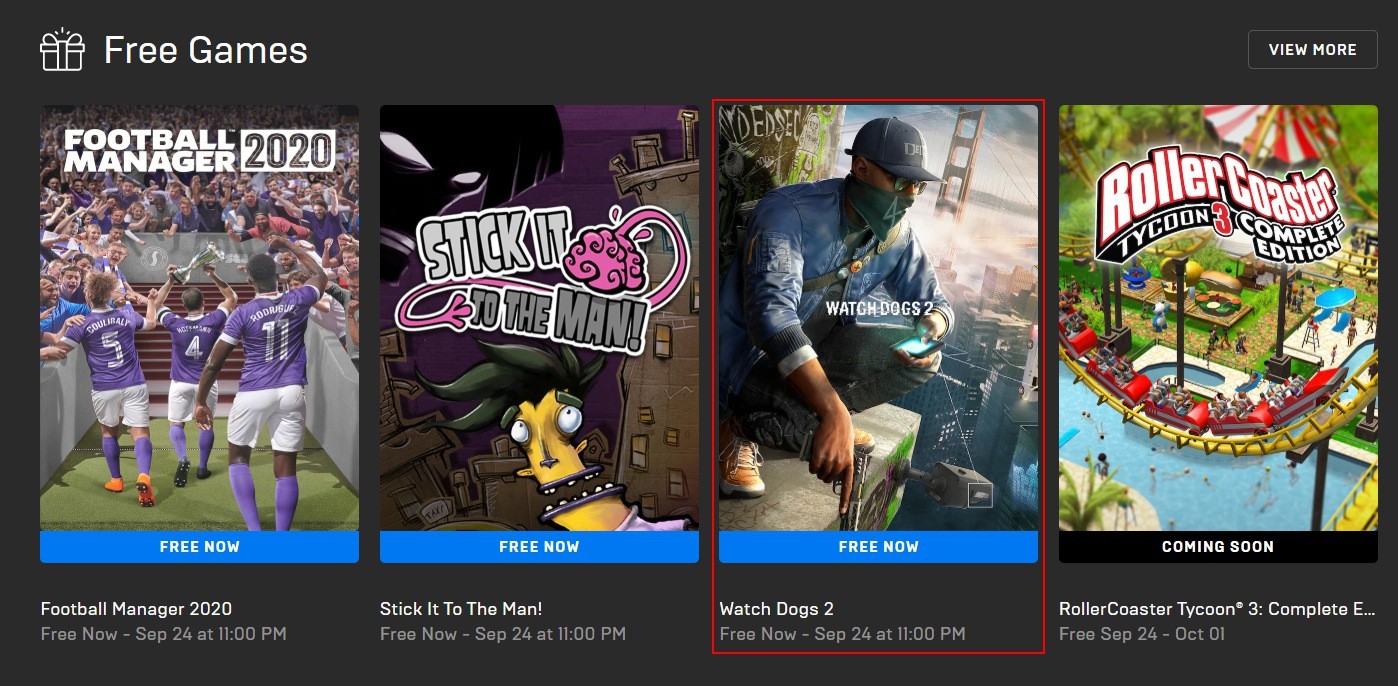 Free Games
VIEW MORE
FOOTBALL
MANAGER 2020
COULIBALY
5
HOFMANN
4
RODRIGUES
11
FREE NOW
Football Manager 2020
Free Now - Sep 24 at 11:00 PM
STICK IT
TO THE MAN!
TAXI
FREE NOW
Stick It To The Man!
Free Now - Sep 24 at 11:00 PM
DEDSEC
WATCH DOGS 2
FREE NOW
Watch Dogs 2
Free Now - Sep 24 at 11:00 PM
RollerCoaster
TYCOON 3 COMPLETE
EDITION
COMING SOON
RollerCoaster Tycoon® 3: Complete E...
Free Sep 24 - Oct 01